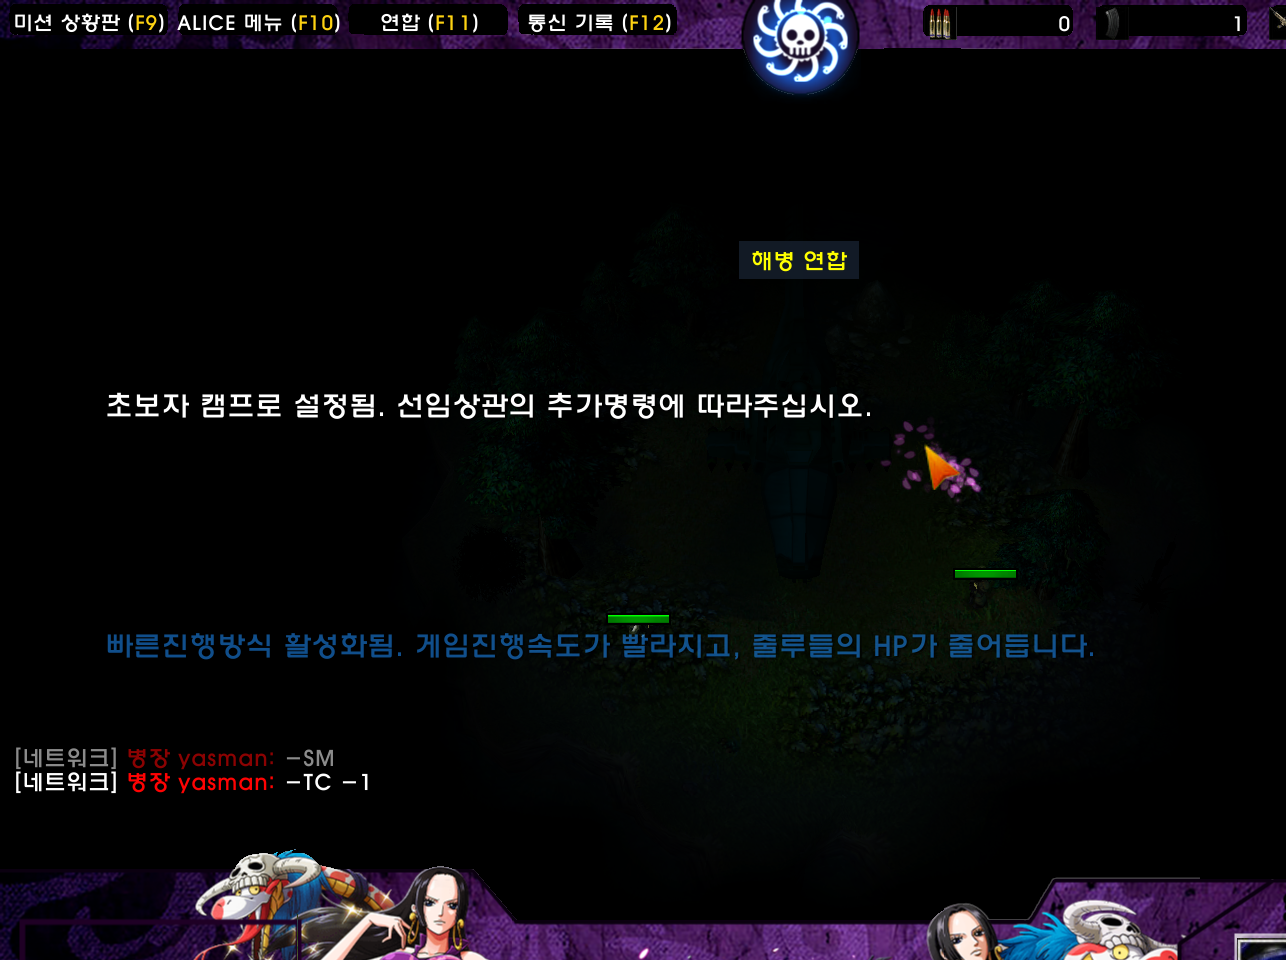 미션 상황판 (F9) ALICE 메뉴 (F10) 연합 (F11) 통신 기록 (F12) 0 1
해병 연합
초보자 캠프로 설정됨. 선임상관의 추가명령에 따라주십시오.
빠른진행방식 활성화됨. 게임진행속도가 빨라지고, 줄루들의 HP가 줄어듭니다.
[네트워크] 병장 yasman: -SM
[네트워크] 병장 yasman: -TC -1